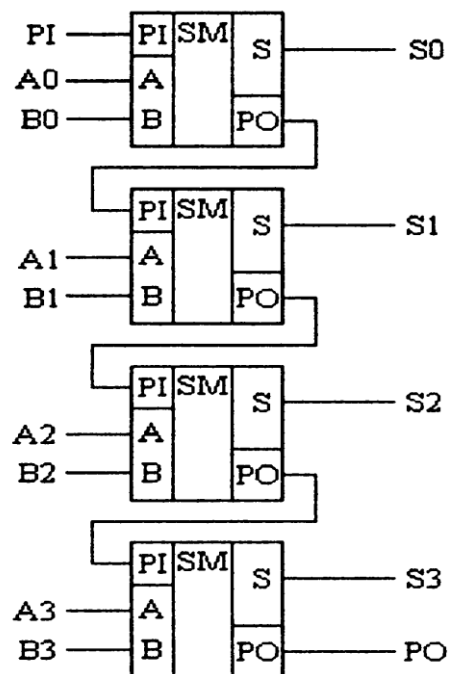 PI PI SM S S0
A0 A
B0 B PO
PI SM S S1
A1 A
B1 B PO
PI SM S S2
A2 A
B2 B PO
PI SM S S3
A3 A
B3 B PO PO